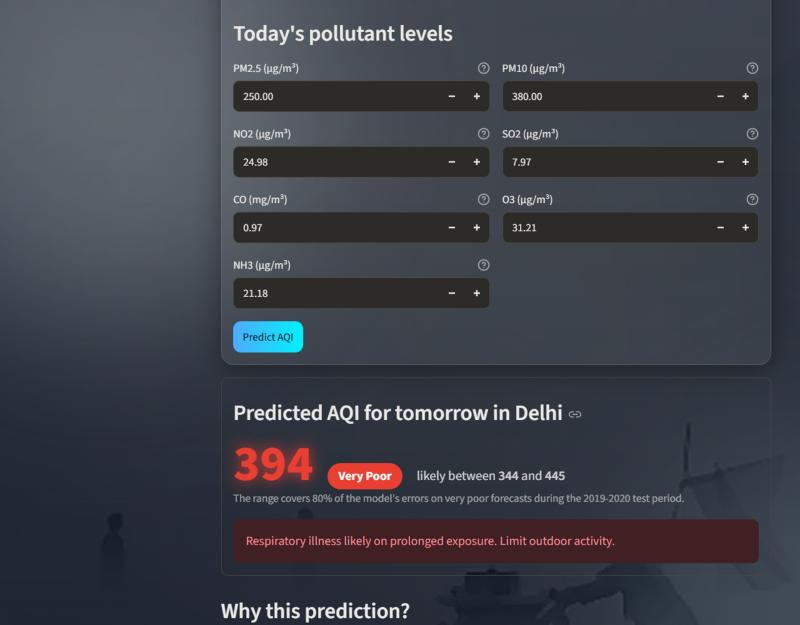 Today's pollutant levels
PM2.5 (µg/m³) PM10 (µg/m³)
250.00 − + 380.00 − +
NO2 (µg/m³) SO2 (µg/m³)
24.98 − + 7.97 − +
CO (mg/m³) O3 (µg/m³)
0.97 − + 31.21 − +
NH3 (µg/m³)
21.18 − +
Predict AQI
Predicted AQI for tomorrow in Delhi
394 Very Poor likely between 344 and 445
The range covers 80% of the model's errors on very poor forecasts during the 2019-2020 test period.
Respiratory illness likely on prolonged exposure. Limit outdoor activity.
Why this prediction?